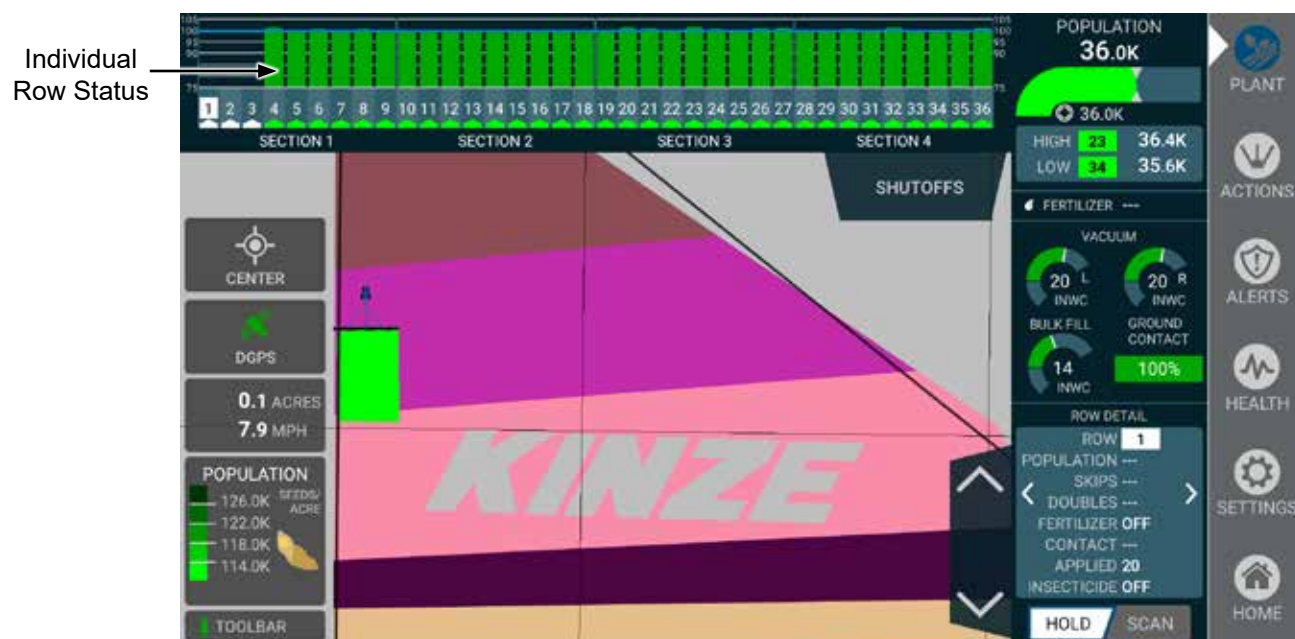 Individual
Row Status
105
100
95
90
75
105
100
95
90
75
1 2 3 4 5 6 7 8 9 10 11 12 13 14 15 16 17 18 19 20 21 22 23 24 25 26 27 28 29 30 31 32 33 34 35 36
SECTION 1 SECTION 2 SECTION 3 SECTION 4
SHUTOFFS
CENTER
DGPS
0.1 ACRES
7.9 MPH
POPULATION
SEEDS/
ACRE
126.0K
122.0K
118.0K
114.0K
TOOLBAR
KINZE
POPULATION
36.0K
36.0K
HIGH 23 36.4K
LOW 34 35.6K
FERTILIZER ---
VACUUM
20 L
INWC
20 R
INWC
BULK FILL
14
INWC
GROUND
CONTACT
100%
ROW DETAIL
ROW 1
POPULATION ---
SKIPS ---
DOUBLES ---
FERTILIZER OFF
CONTACT ---
APPLIED 20
INSECTICIDE OFF
HOLD SCAN
PLANT
ACTIONS
ALERTS
HEALTH
SETTINGS
HOME